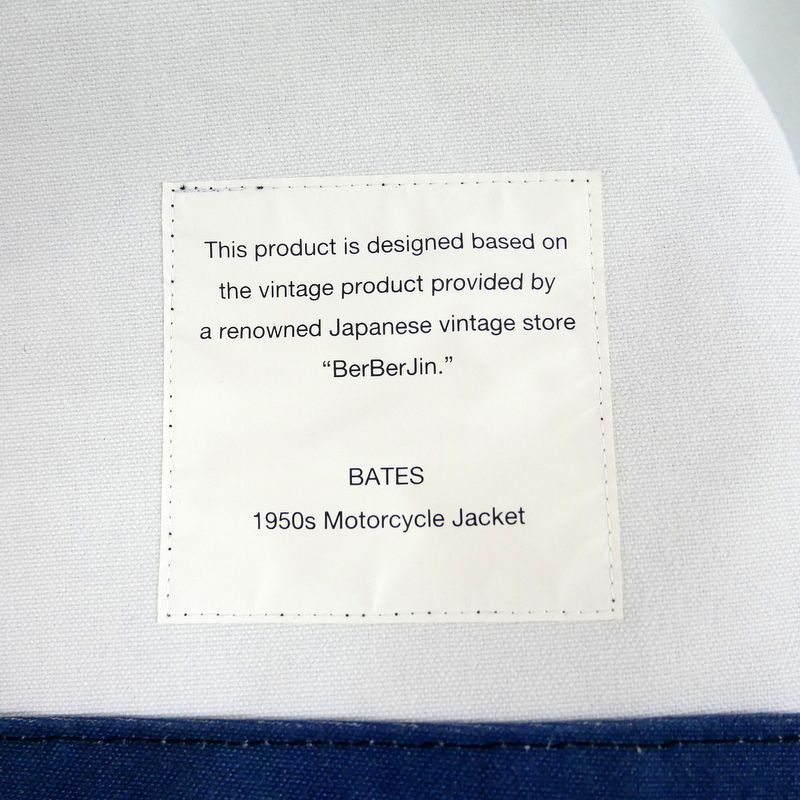 This product is designed based on
the vintage product provided by
a renowned Japanese vintage store
“BerBerJin.”
BATES
1950s Motorcycle Jacket